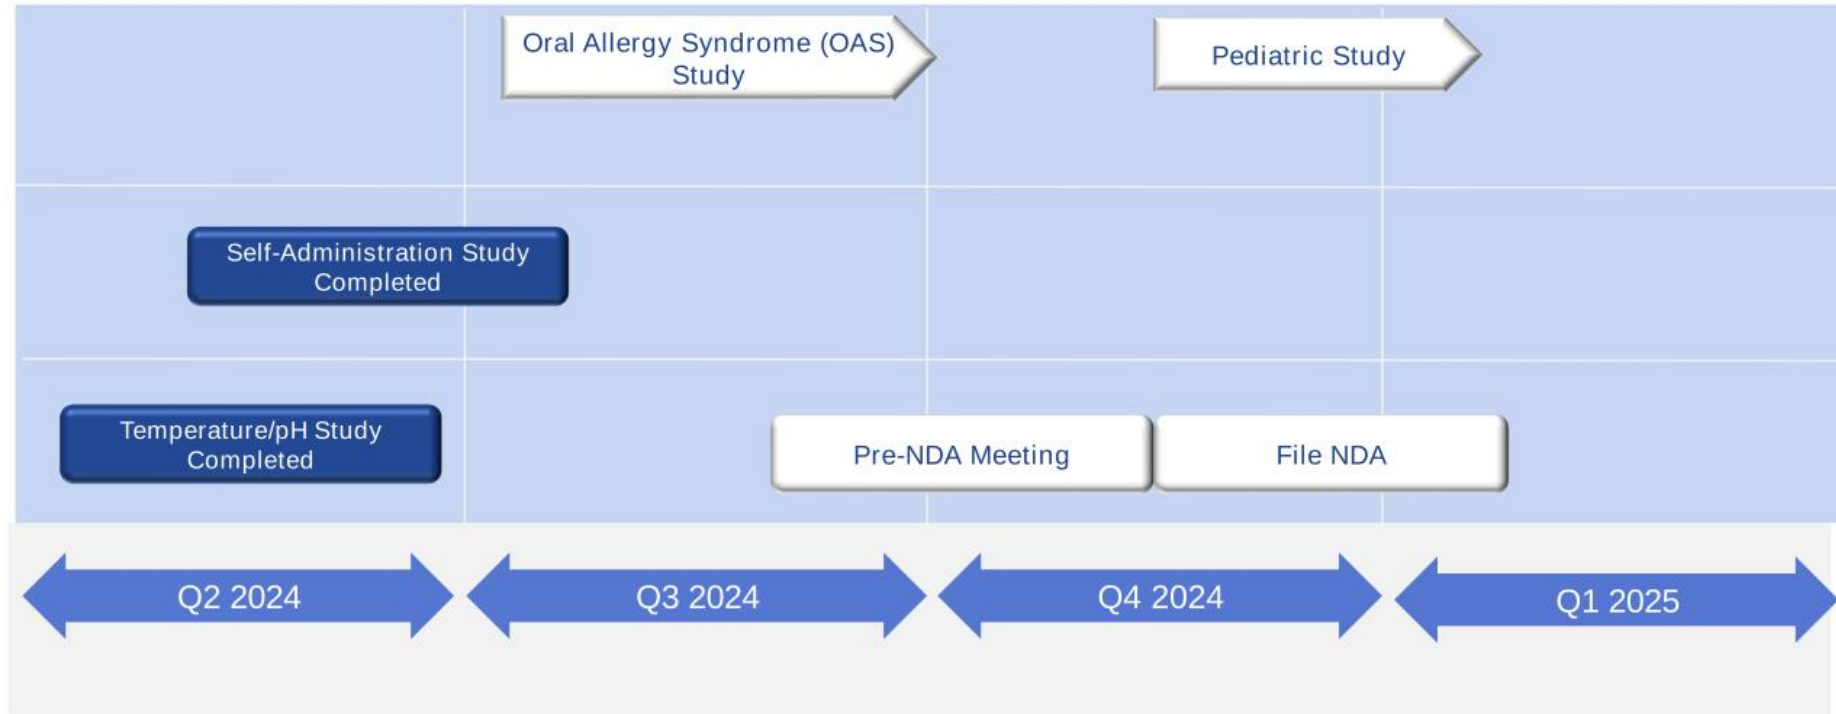 Oral Allergy Syndrome (OAS)
Study
Pediatric Study
Self-Administration Study
Completed
Temperature/pH Study
Completed
Pre-NDA Meeting
File NDA
Q2 2024
Q3 2024
Q4 2024
Q1 2025